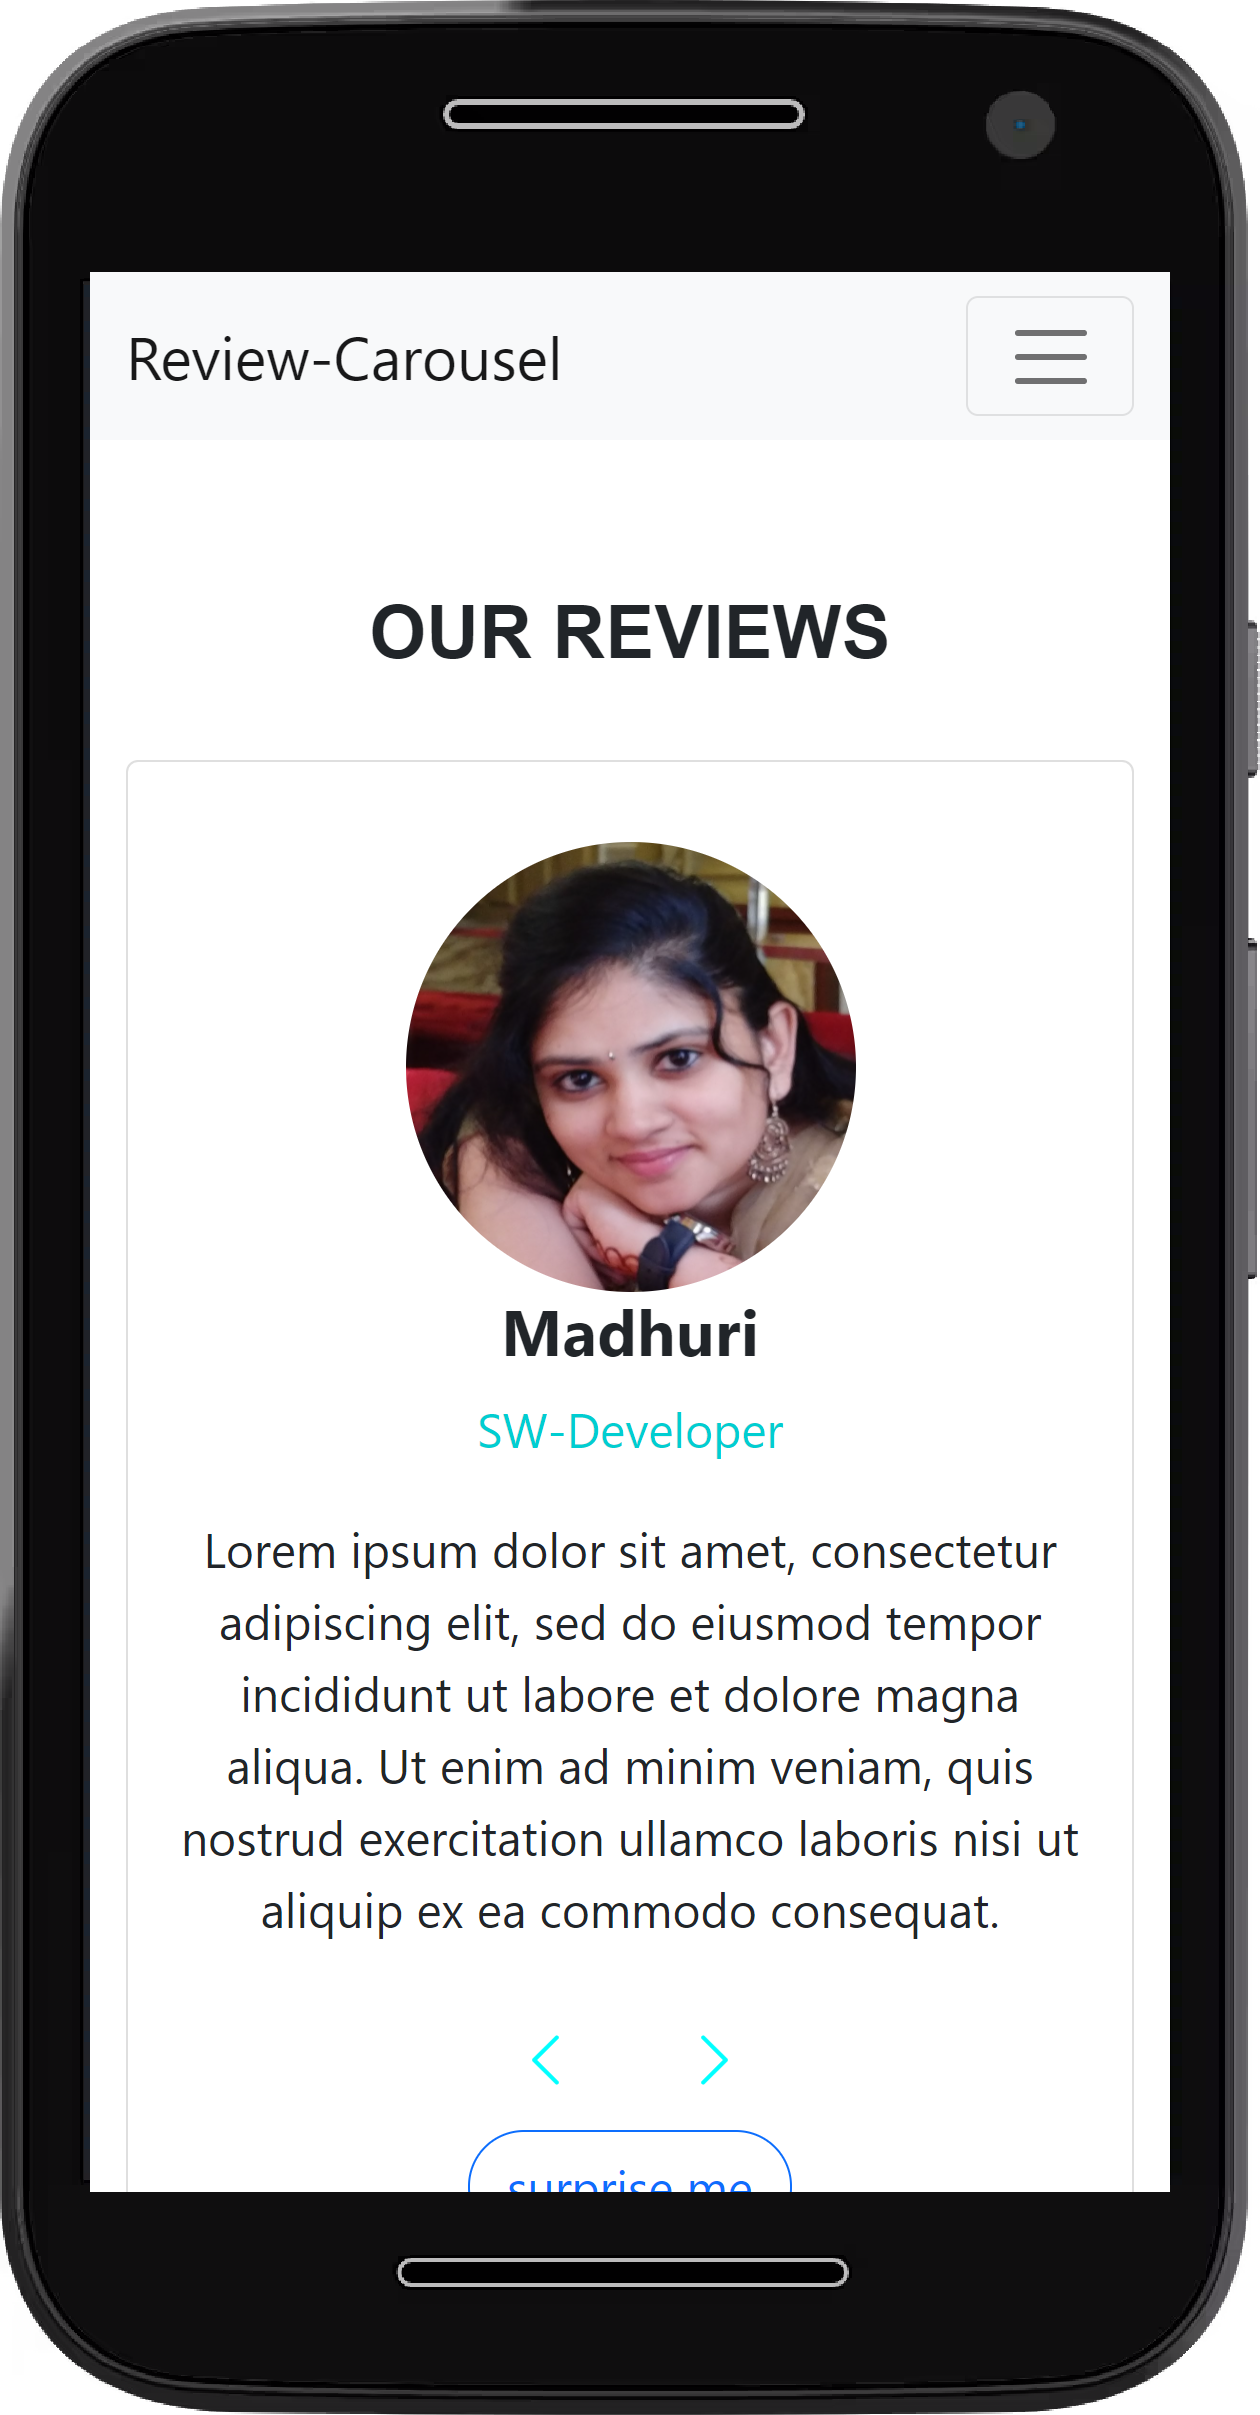 Review-Carousel
OUR REVIEWS
Madhuri
SW-Developer
Lorem ipsum dolor sit amet, consectetur
adipiscing elit, sed do eiusmod tempor
incididunt ut labore et dolore magna
aliqua. Ut enim ad minim veniam, quis
nostrud exercitation ullamco laboris nisi ut
aliquip ex ea commodo consequat.
surprise me